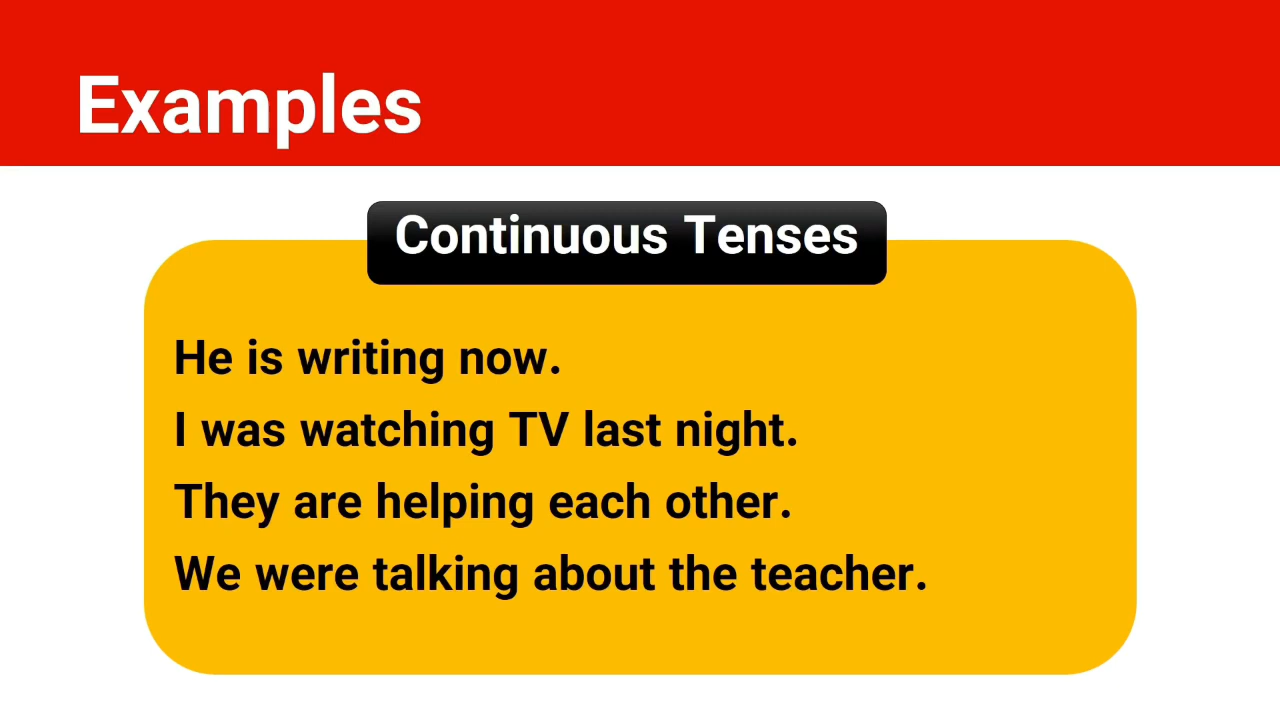 Examples
Continuous Tenses
He is writing now.
I was watching TV last night.
They are helping each other.
We were talking about the teacher.